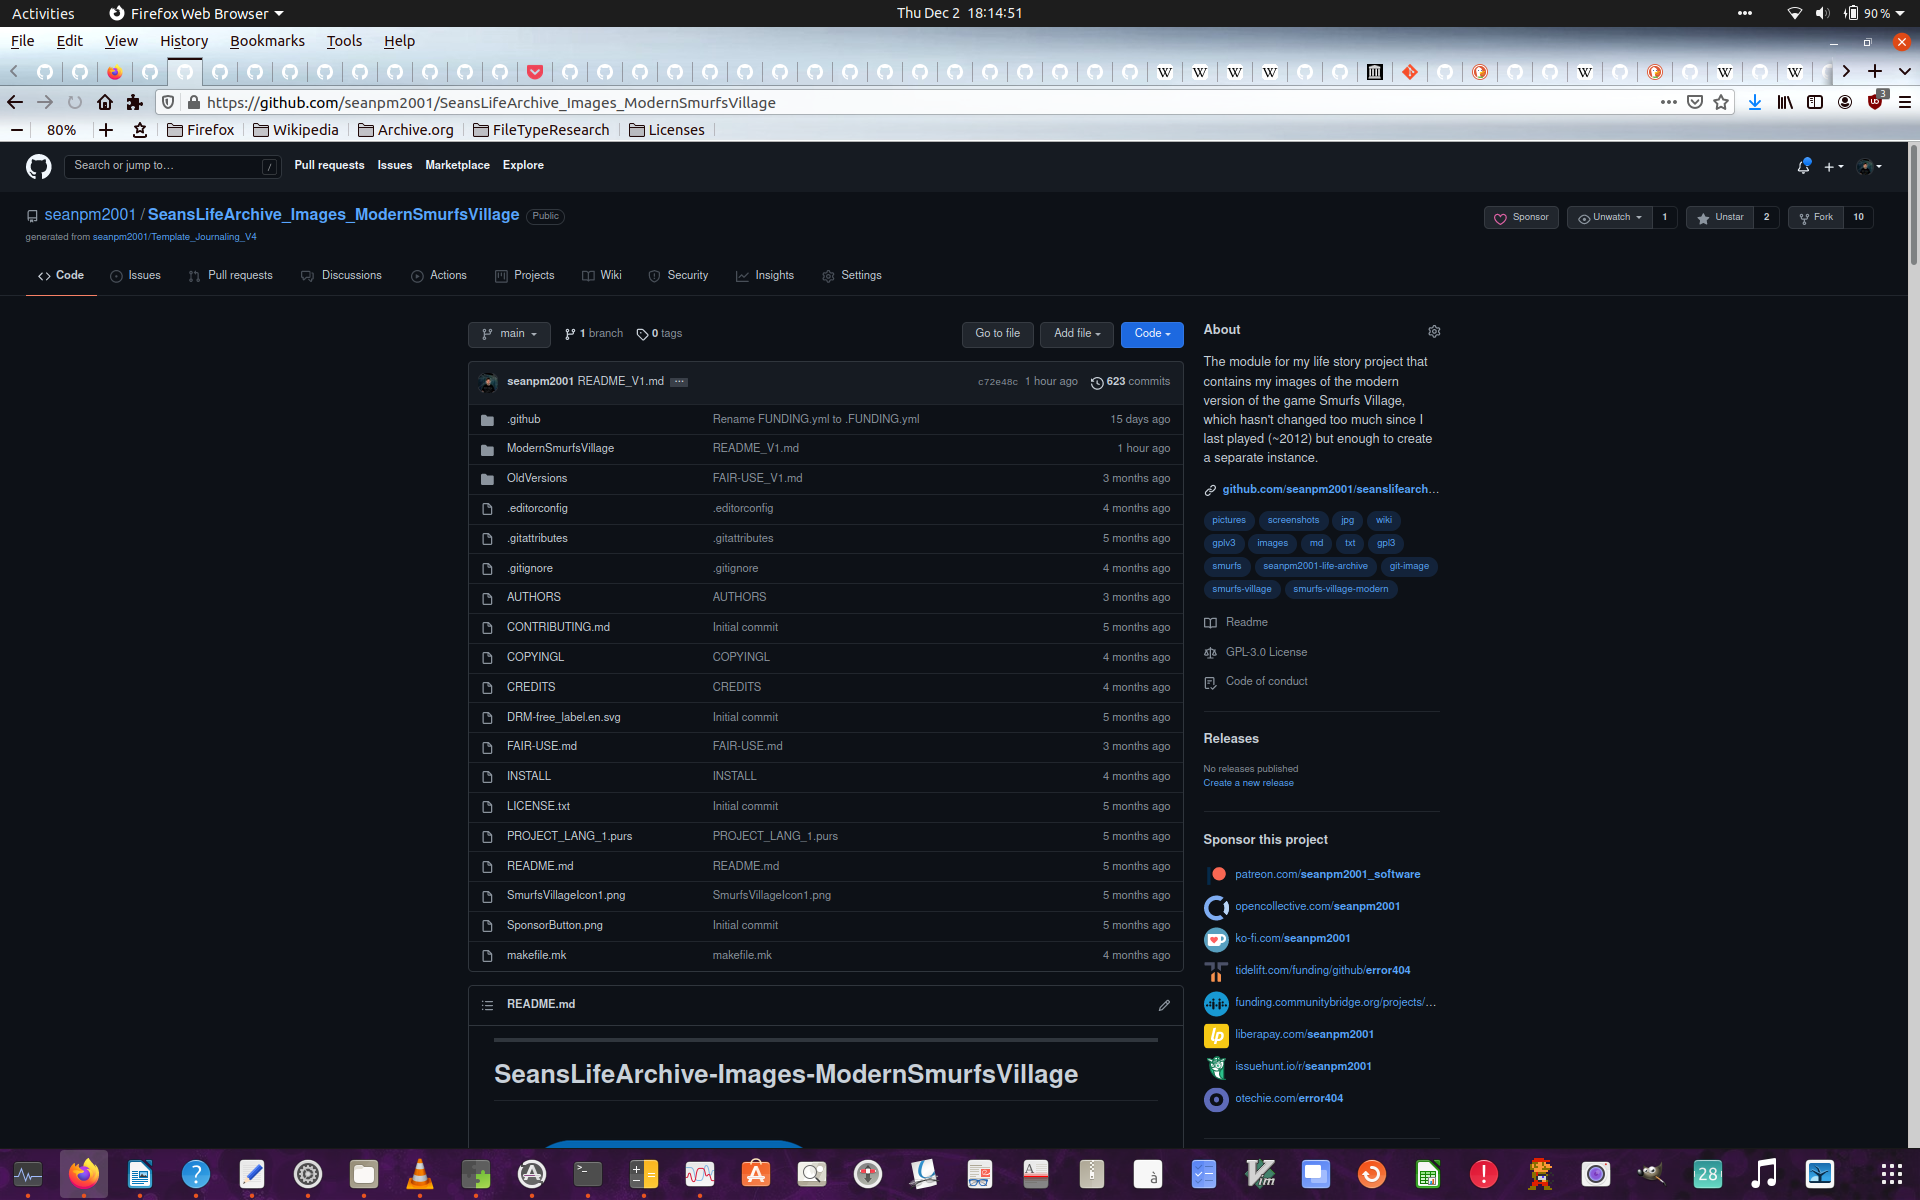 Activities
Firefox Web Browser
Thu Dec 2 18:14:51
90 %
File Edit View History Bookmarks Tools Help
https://github.com/seanpm2001/SeansLifeArchive_Images_ModernSmurfsVillage
3
80%
Firefox
Wikipedia
Archive.org
FileTypeResearch
Licenses
Search or jump to...
/
Pull requests
Issues
Marketplace
Explore
seanpm2001 / SeansLifeArchive_Images_ModernSmurfsVillage
Public
generated from seanpm2001/Template_Journaling_V4
Sponsor
Unwatch 1
Unstar 2
Fork 10
Code
Issues
Pull requests
Discussions
Actions
Projects
Wiki
Security
Insights
Settings
main
1 branch
0 tags
Go to file
Add file
Code
seanpm2001 README_V1.md
c72e48c 1 hour ago
623 commits
.github Rename FUNDING.yml to .FUNDING.yml 15 days ago
ModernSmurfsVillage README_V1.md 1 hour ago
OldVersions FAIR-USE_V1.md 3 months ago
.editorconfig .editorconfig 4 months ago
.gitattributes .gitattributes 5 months ago
.gitignore .gitignore 4 months ago
AUTHORS AUTHORS 3 months ago
CONTRIBUTING.md Initial commit 5 months ago
COPYINGL COPYINGL 4 months ago
CREDITS CREDITS 4 months ago
DRM-free_label.en.svg Initial commit 5 months ago
FAIR-USE.md FAIR-USE.md 3 months ago
INSTALL INSTALL 4 months ago
LICENSE.txt Initial commit 5 months ago
PROJECT_LANG_1.purs PROJECT_LANG_1.purs 5 months ago
README.md README.md 5 months ago
SmurfsVillageIcon1.png SmurfsVillageIcon1.png 5 months ago
SponsorButton.png Initial commit 5 months ago
makefile.mk makefile.mk 4 months ago
README.md
SeansLifeArchive-Images-ModernSmurfsVillage
About
The module for my life story project that
contains my images of the modern
version of the game Smurfs Village,
which hasn't changed too much since I
last played (~2012) but enough to create
a separate instance.
github.com/seanpm2001/seanslifearch...
pictures screenshots jpg wiki
gplv3 images md txt gpl3
smurfs seanpm2001-life-archive git-image
smurfs-village smurfs-village-modern
Readme
GPL-3.0 License
Code of conduct
Releases
No releases published
Create a new release
Sponsor this project
patreon.com/seanpm2001_software
opencollective.com/seanpm2001
ko-fi.com/seanpm2001
tidelift.com/funding/github/error404
funding.communitybridge.org/projects/...
liberapay.com/seanpm2001
issuehunt.io/r/seanpm2001
otechie.com/error404
28